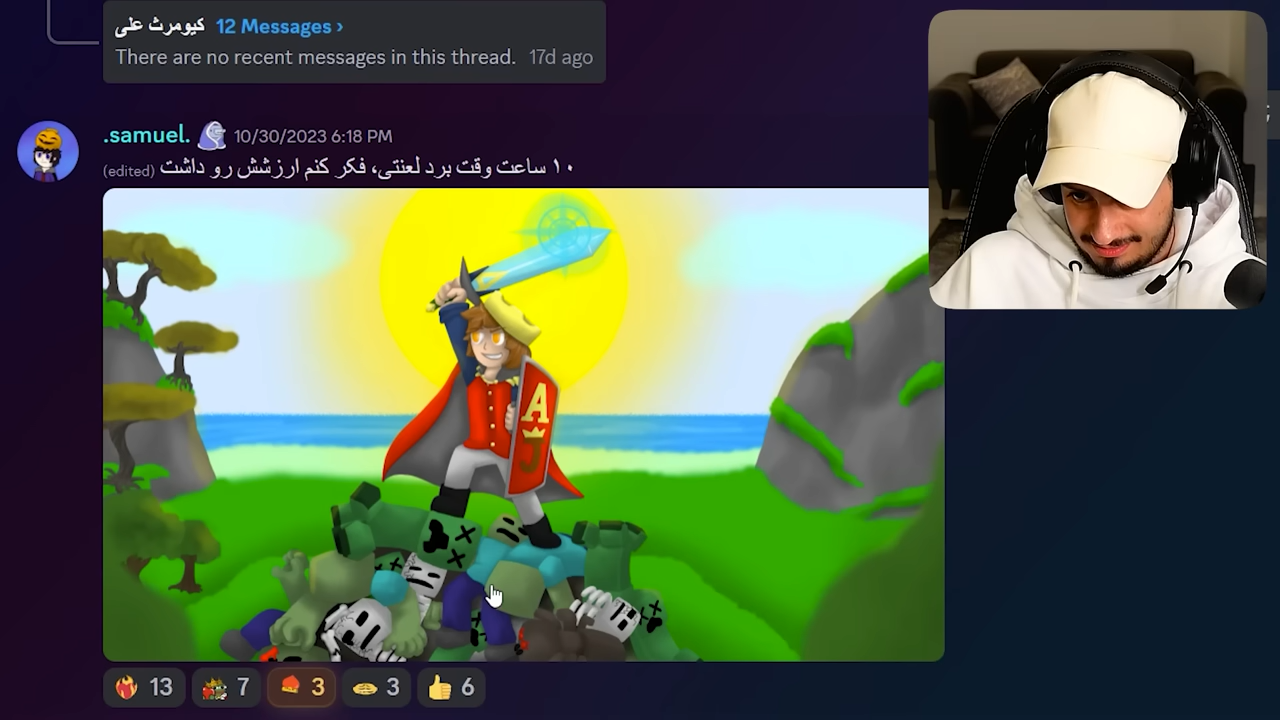 کیومرث علی 12 Messages ›
There are no recent messages in this thread. 17d ago
.samuel. 10/30/2023 6:18 PM
۱۰ ساعت وقت برد لعنتی، فکر کنم ارزشش رو داشت (edited)
A
J
13 7 3 3 6